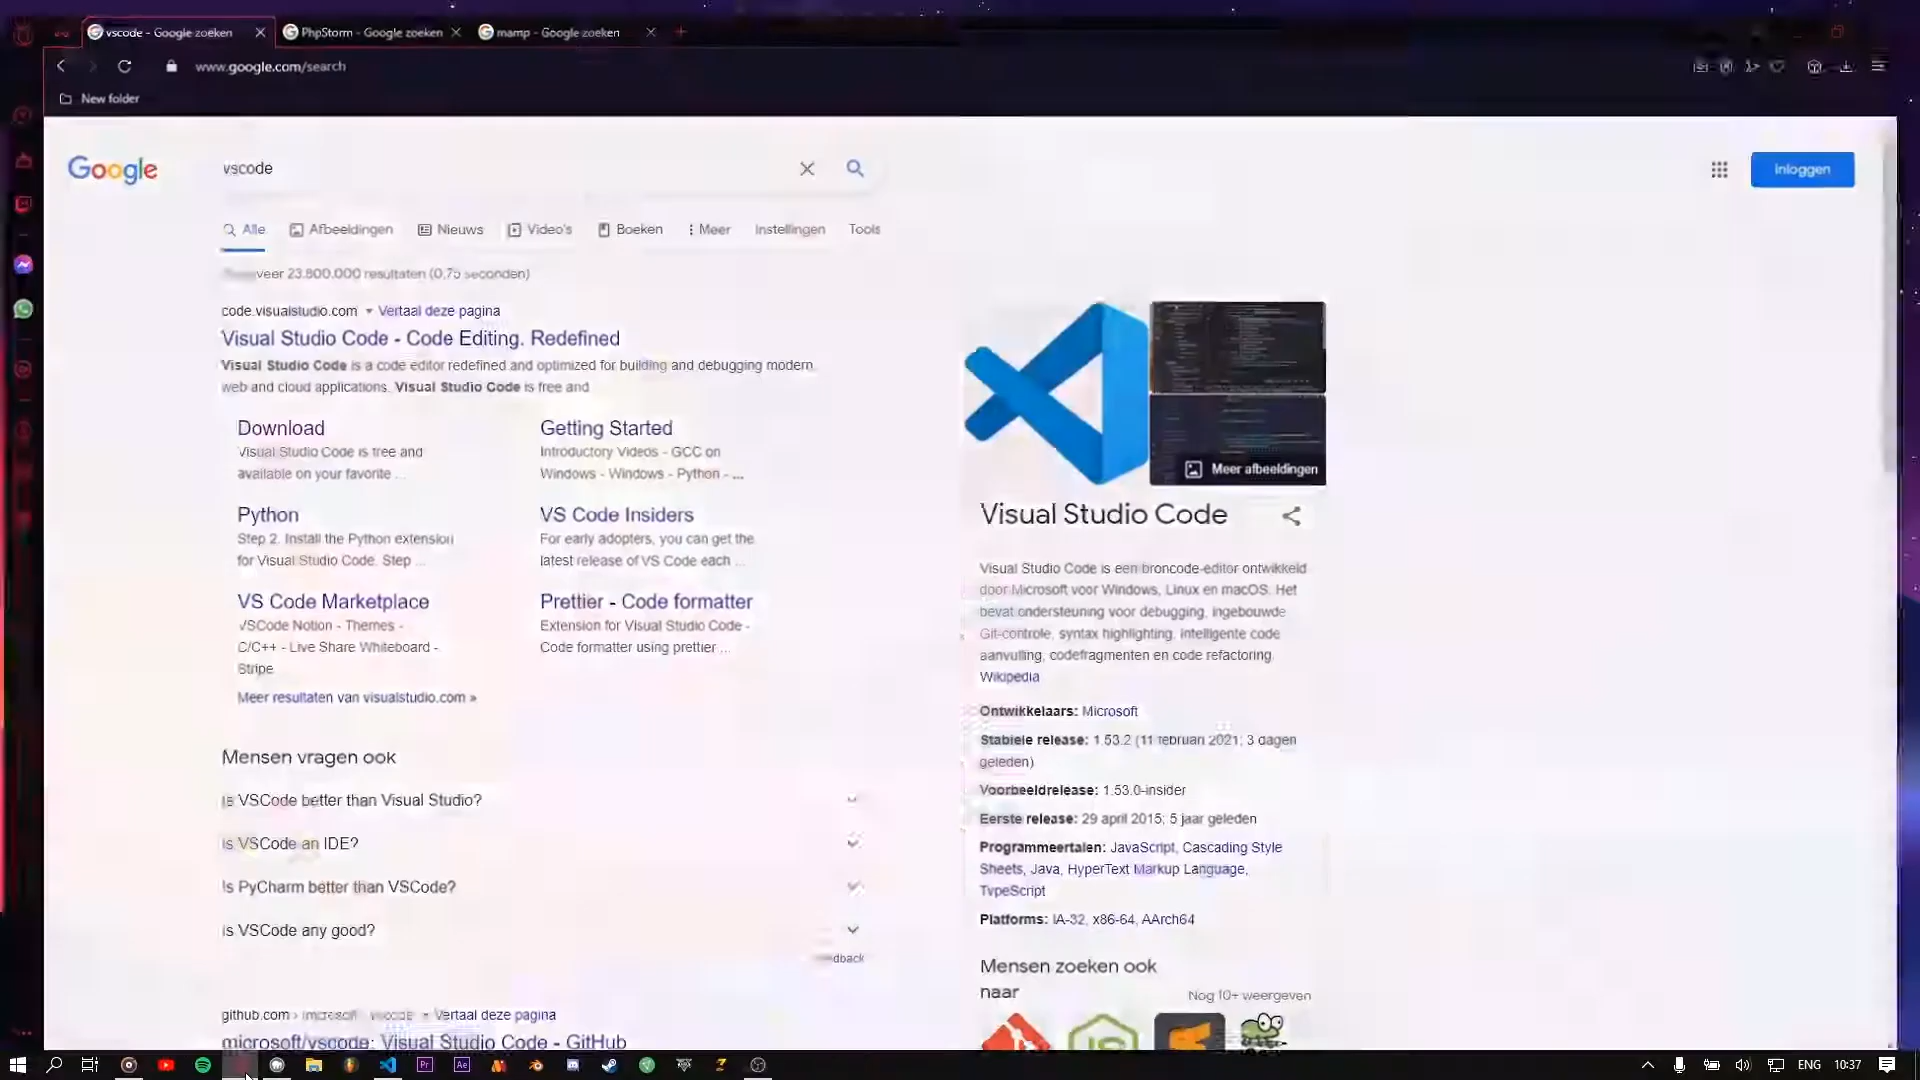 vscode - Google zoeken
PhpStorm - Google zoeken
mamp - Google zoeken
www.google.com/search
New folder
Google
vscode
Inloggen
Alle
Afbeeldingen
Nieuws
Video's
Boeken
Meer
Instellingen
Tools
23.800.000 resultaten (0,75 seconden)
code.visualstudio.com Vertaal deze pagina
Visual Studio Code - Code Editing. Redefined
Visual Studio Code is a code editor redefined and optimized for building and debugging modern
web and cloud applications. Visual Studio Code is free and
Download
Visual Studio Code is free and
available on your favorite ...
Getting Started
Introductory Videos - GCC on
Windows - Windows - Python - ...
Python
Step 2. Install the Python extension
for Visual Studio Code. Step ...
VS Code Insiders
For early adopters, you can get the
latest release of VS Code each ...
VS Code Marketplace
VSCode Notion - Themes -
C/C++ - Live Share Whiteboard -
Stripe
Prettier - Code formatter
Extension for Visual Studio Code -
Code formatter using prettier ...
Meer resultaten van visualstudio.com »
Mensen vragen ook
Is VSCode better than Visual Studio?
Is VSCode an IDE?
Is PyCharm better than VSCode?
Is VSCode any good?
github.com › microsoft › vscode Vertaal deze pagina
microsoft/vscode: Visual Studio Code - GitHub
Meer afbeeldingen
Visual Studio Code
Visual Studio Code is een broncode-editor ontwikkeld
door Microsoft voor Windows, Linux en macOS. Het
bevat ondersteuning voor debugging, ingebouwde
Git-controle, syntax highlighting, intelligente code
aanvulling, codefragmenten en code refactoring.
Wikipedia
Ontwikkelaars: Microsoft
Stabiele release: 1.53.2 (11 februari 2021; 3 dagen
geleden)
Voorbeeldrelease: 1.53.0-insider
Eerste release: 29 april 2015; 5 jaar geleden
Programmeertalen: JavaScript, Cascading Style
Sheets, Java, HyperText Markup Language,
TypeScript
Platforms: IA-32, x86-64, AArch64
Mensen zoeken ook
naar
Nog 10+ weergeven
Pr
Ae
ENG
10:37